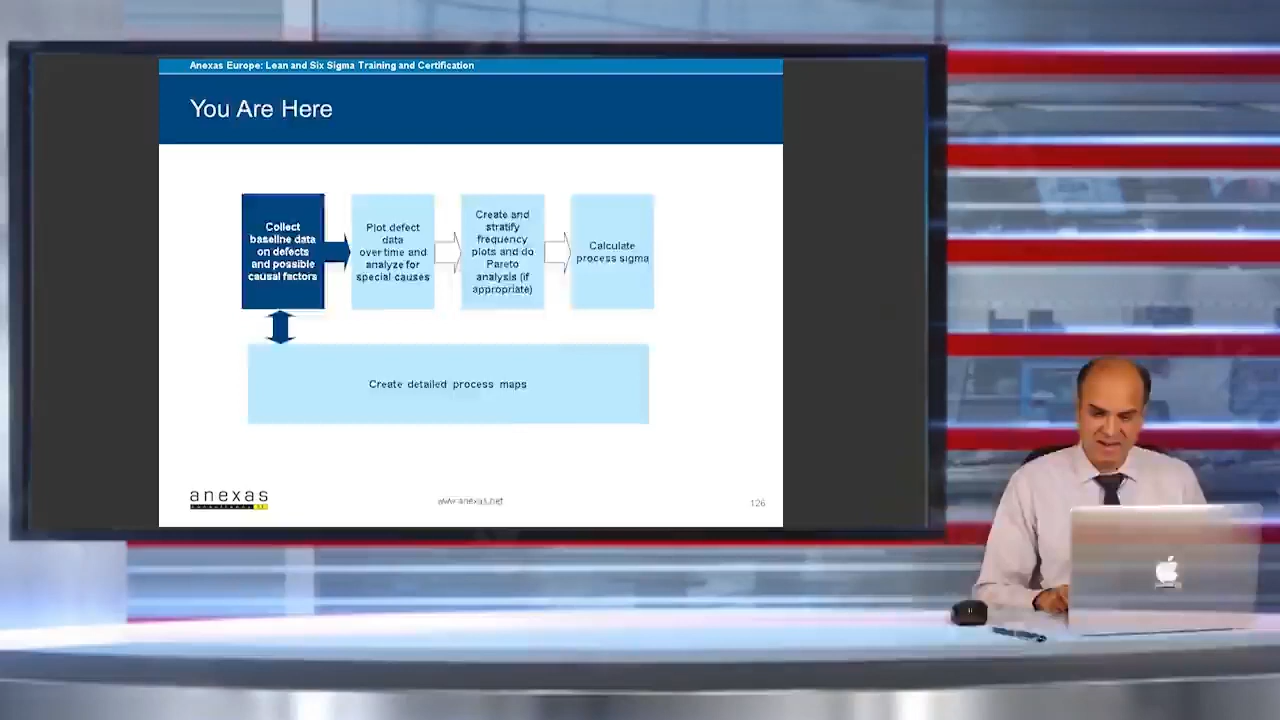 Anexas Europe: Lean and Six Sigma Training and Certification
You Are Here
Collect
baseline data
on defects
and possible
causal factors
Plot defect
data
over time and
analyze for
special causes
Create and
stratify
frequency
plots and do
Pareto
analysis (if
appropriate)
Calculate
process sigma
Create detailed process maps
anexas
www.anexas.net
126